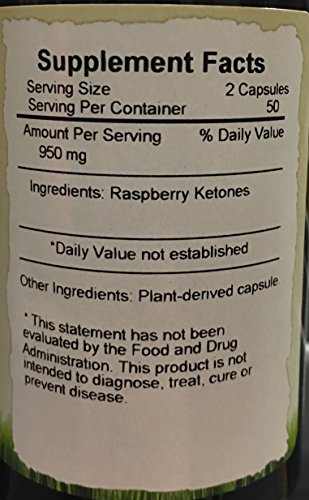 Supplement Facts
Serving Size 2 Capsules
Serving Per Container 50
Amount Per Serving % Daily Value
950 mg
Ingredients: Raspberry Ketones
*Daily Value not established
Other Ingredients: Plant-derived capsule
* This statement has not been
evaluated by the Food and Drug
Administration. This product is not
intended to diagnose, treat, cure or
prevent disease.